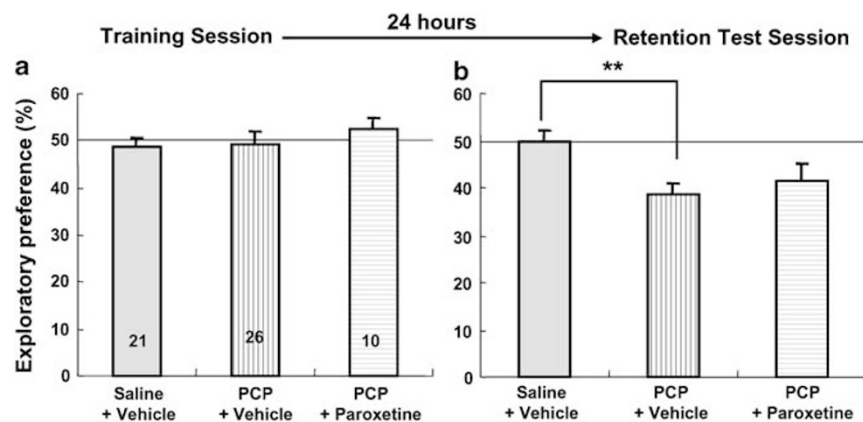 24 hours
Training Session
Retention Test Session
a
Exploratory preference (%)
60
50
40
30
20
10
0
21
26
10
Saline
+ Vehicle
PCP
+ Vehicle
PCP
+ Paroxetine
b
**
60
50
40
30
20
10
0
Saline
+ Vehicle
PCP
+ Vehicle
PCP
+ Paroxetine